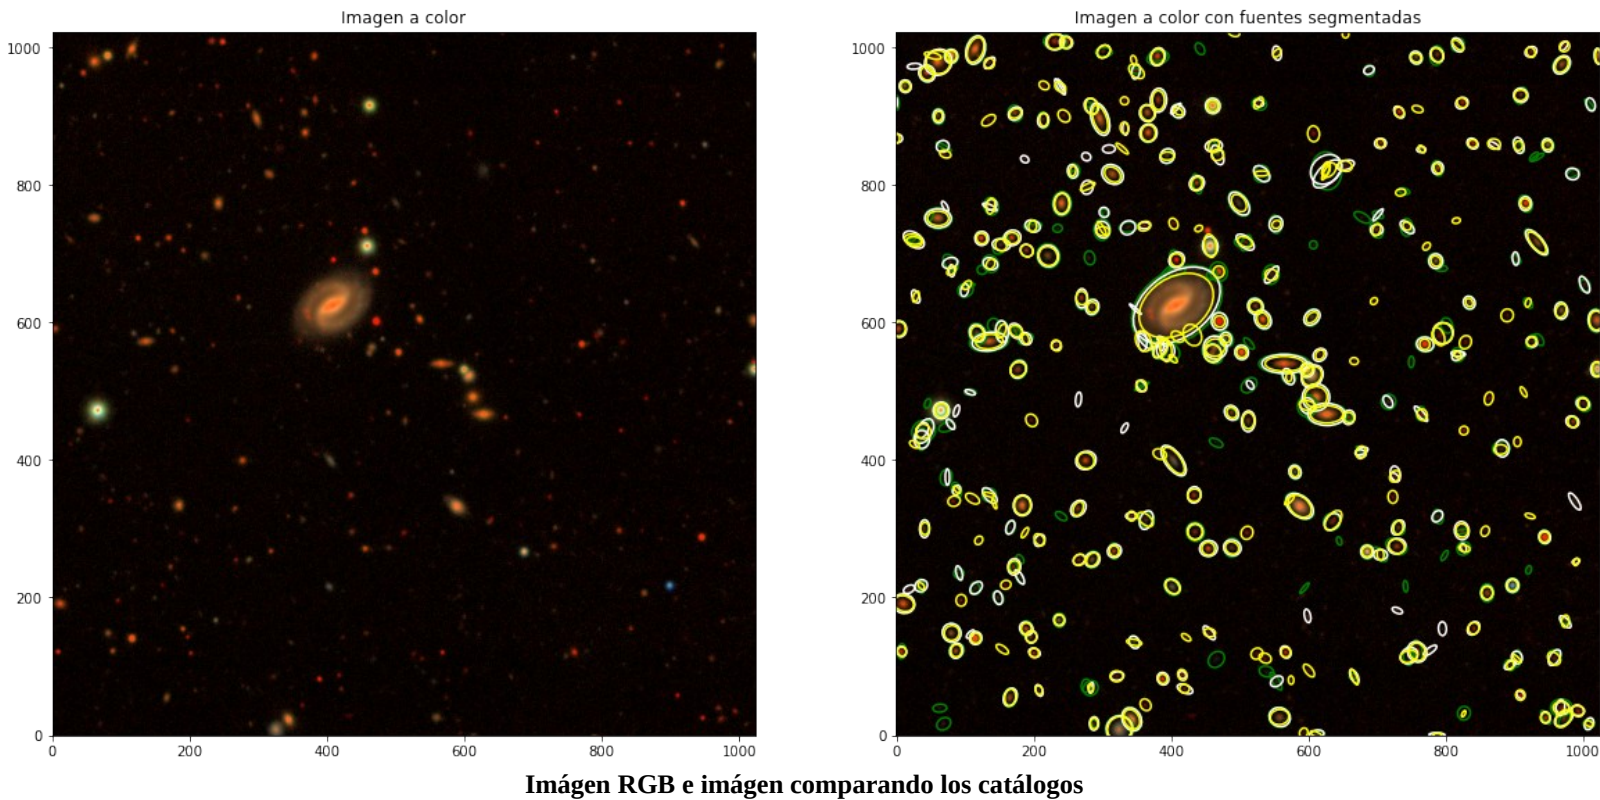 Imagen a color
Imagen a color con fuentes segmentadas
1000
800
600
400
200
0
0 200 400 600 800 1000
1000
800
600
400
200
0
0 200 400 600 800 1000
Imágen RGB e imágen comparando los catálogos